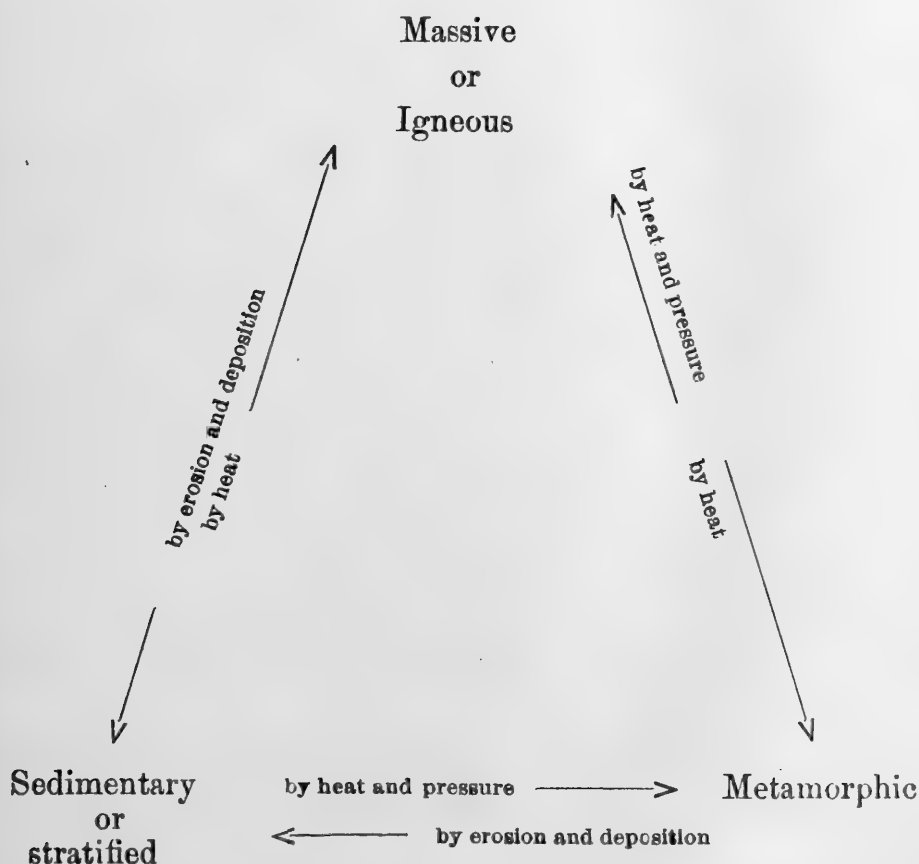 Massive
or
Igneous
by erosion and deposition
by heat
by heat and pressure
by heat
Sedimentary
or
stratified
by heat and pressure
by erosion and deposition
Metamorphic